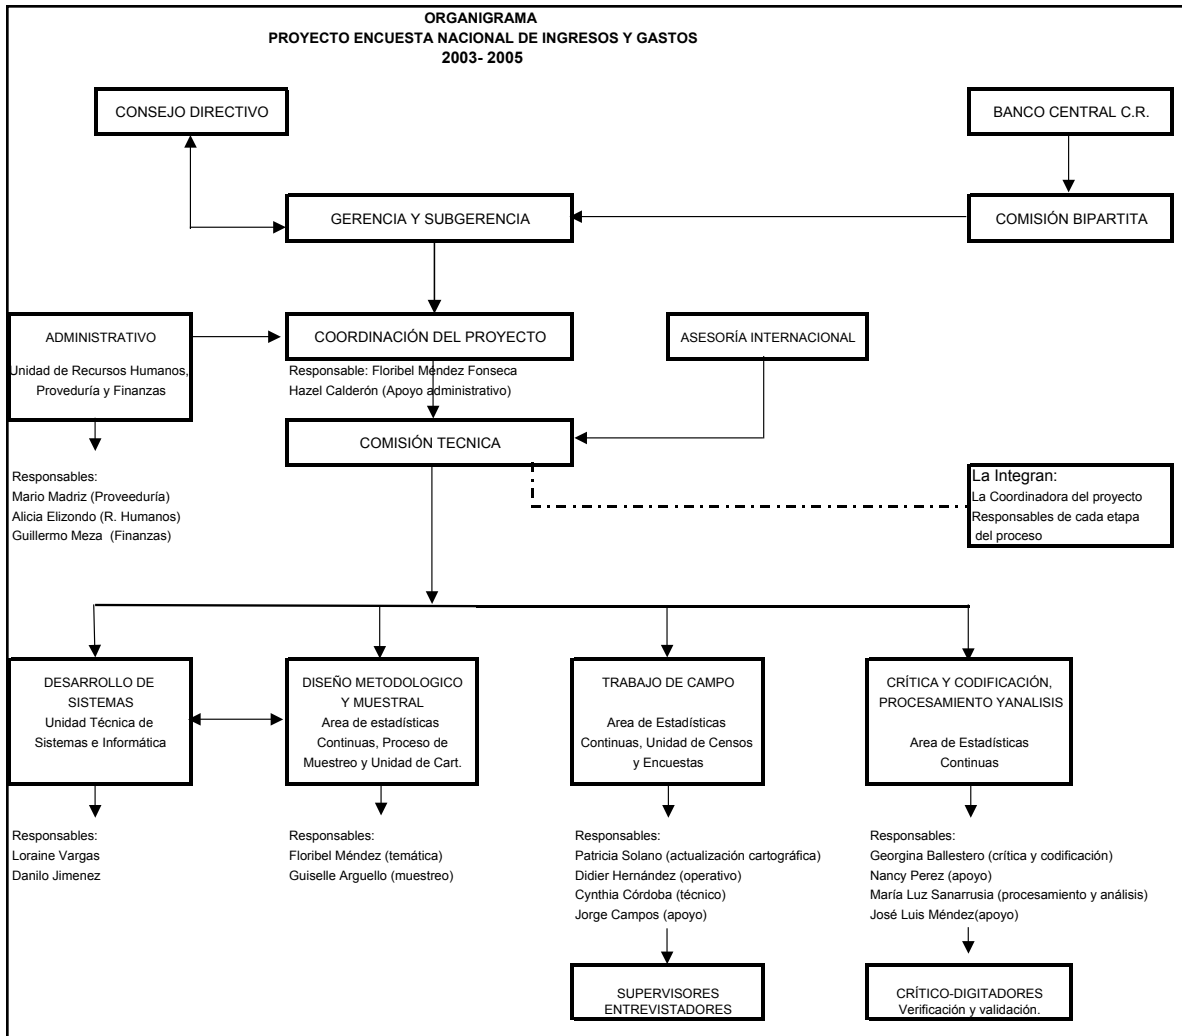 ORGANIGRAMA
PROYECTO ENCUESTA NACIONAL DE INGRESOS Y GASTOS
2003- 2005
CONSEJO DIRECTIVO
BANCO CENTRAL C.R.
GERENCIA Y SUBGERENCIA
COMISIÓN BIPARTITA
ADMINISTRATIVO
Unidad de Recursos Humanos,
Proveduría y Finanzas
COORDINACIÓN DEL PROYECTO
Responsable: Floribel Méndez Fonseca
Hazel Calderón (Apoyo administrativo)
ASESORÍA INTERNACIONAL
COMISIÓN TECNICA
Responsables:
Mario Madriz (Proveeduría)
Alicia Elizondo (R. Humanos)
Guillermo Meza  (Finanzas)
La Integran:
La Coordinadora del proyecto
Responsables de cada etapa
del proceso
DESARROLLO DE
SISTEMAS
Unidad Técnica de
Sistemas e Informática
DISEÑO METODOLOGICO
Y MUESTRAL
Area de estadísticas
Continuas, Proceso de
Muestreo y Unidad de Cart.
TRABAJO DE CAMPO
Area de Estadísticas
Continuas, Unidad de Censos
y Encuestas
CRÍTICA Y CODIFICACIÓN,
PROCESAMIENTO YANALISIS
Area de Estadísticas
Continuas
Responsables:
Loraine Vargas
Danilo Jimenez
Responsables:
Floribel Méndez (temática)
Guiselle Arguello (muestreo)
Responsables:
Patricia Solano (actualización cartográfica)
Didier Hernández (operativo)
Cynthia Córdoba (técnico)
Jorge Campos (apoyo)
Responsables:
Georgina Ballestero (crítica y codificación)
Nancy Perez (apoyo)
María Luz Sanarrusia (procesamiento y análisis)
José Luis Méndez(apoyo)
SUPERVISORES
ENTREVISTADORES
CRÍTICO-DIGITADORES
Verificación y validación.